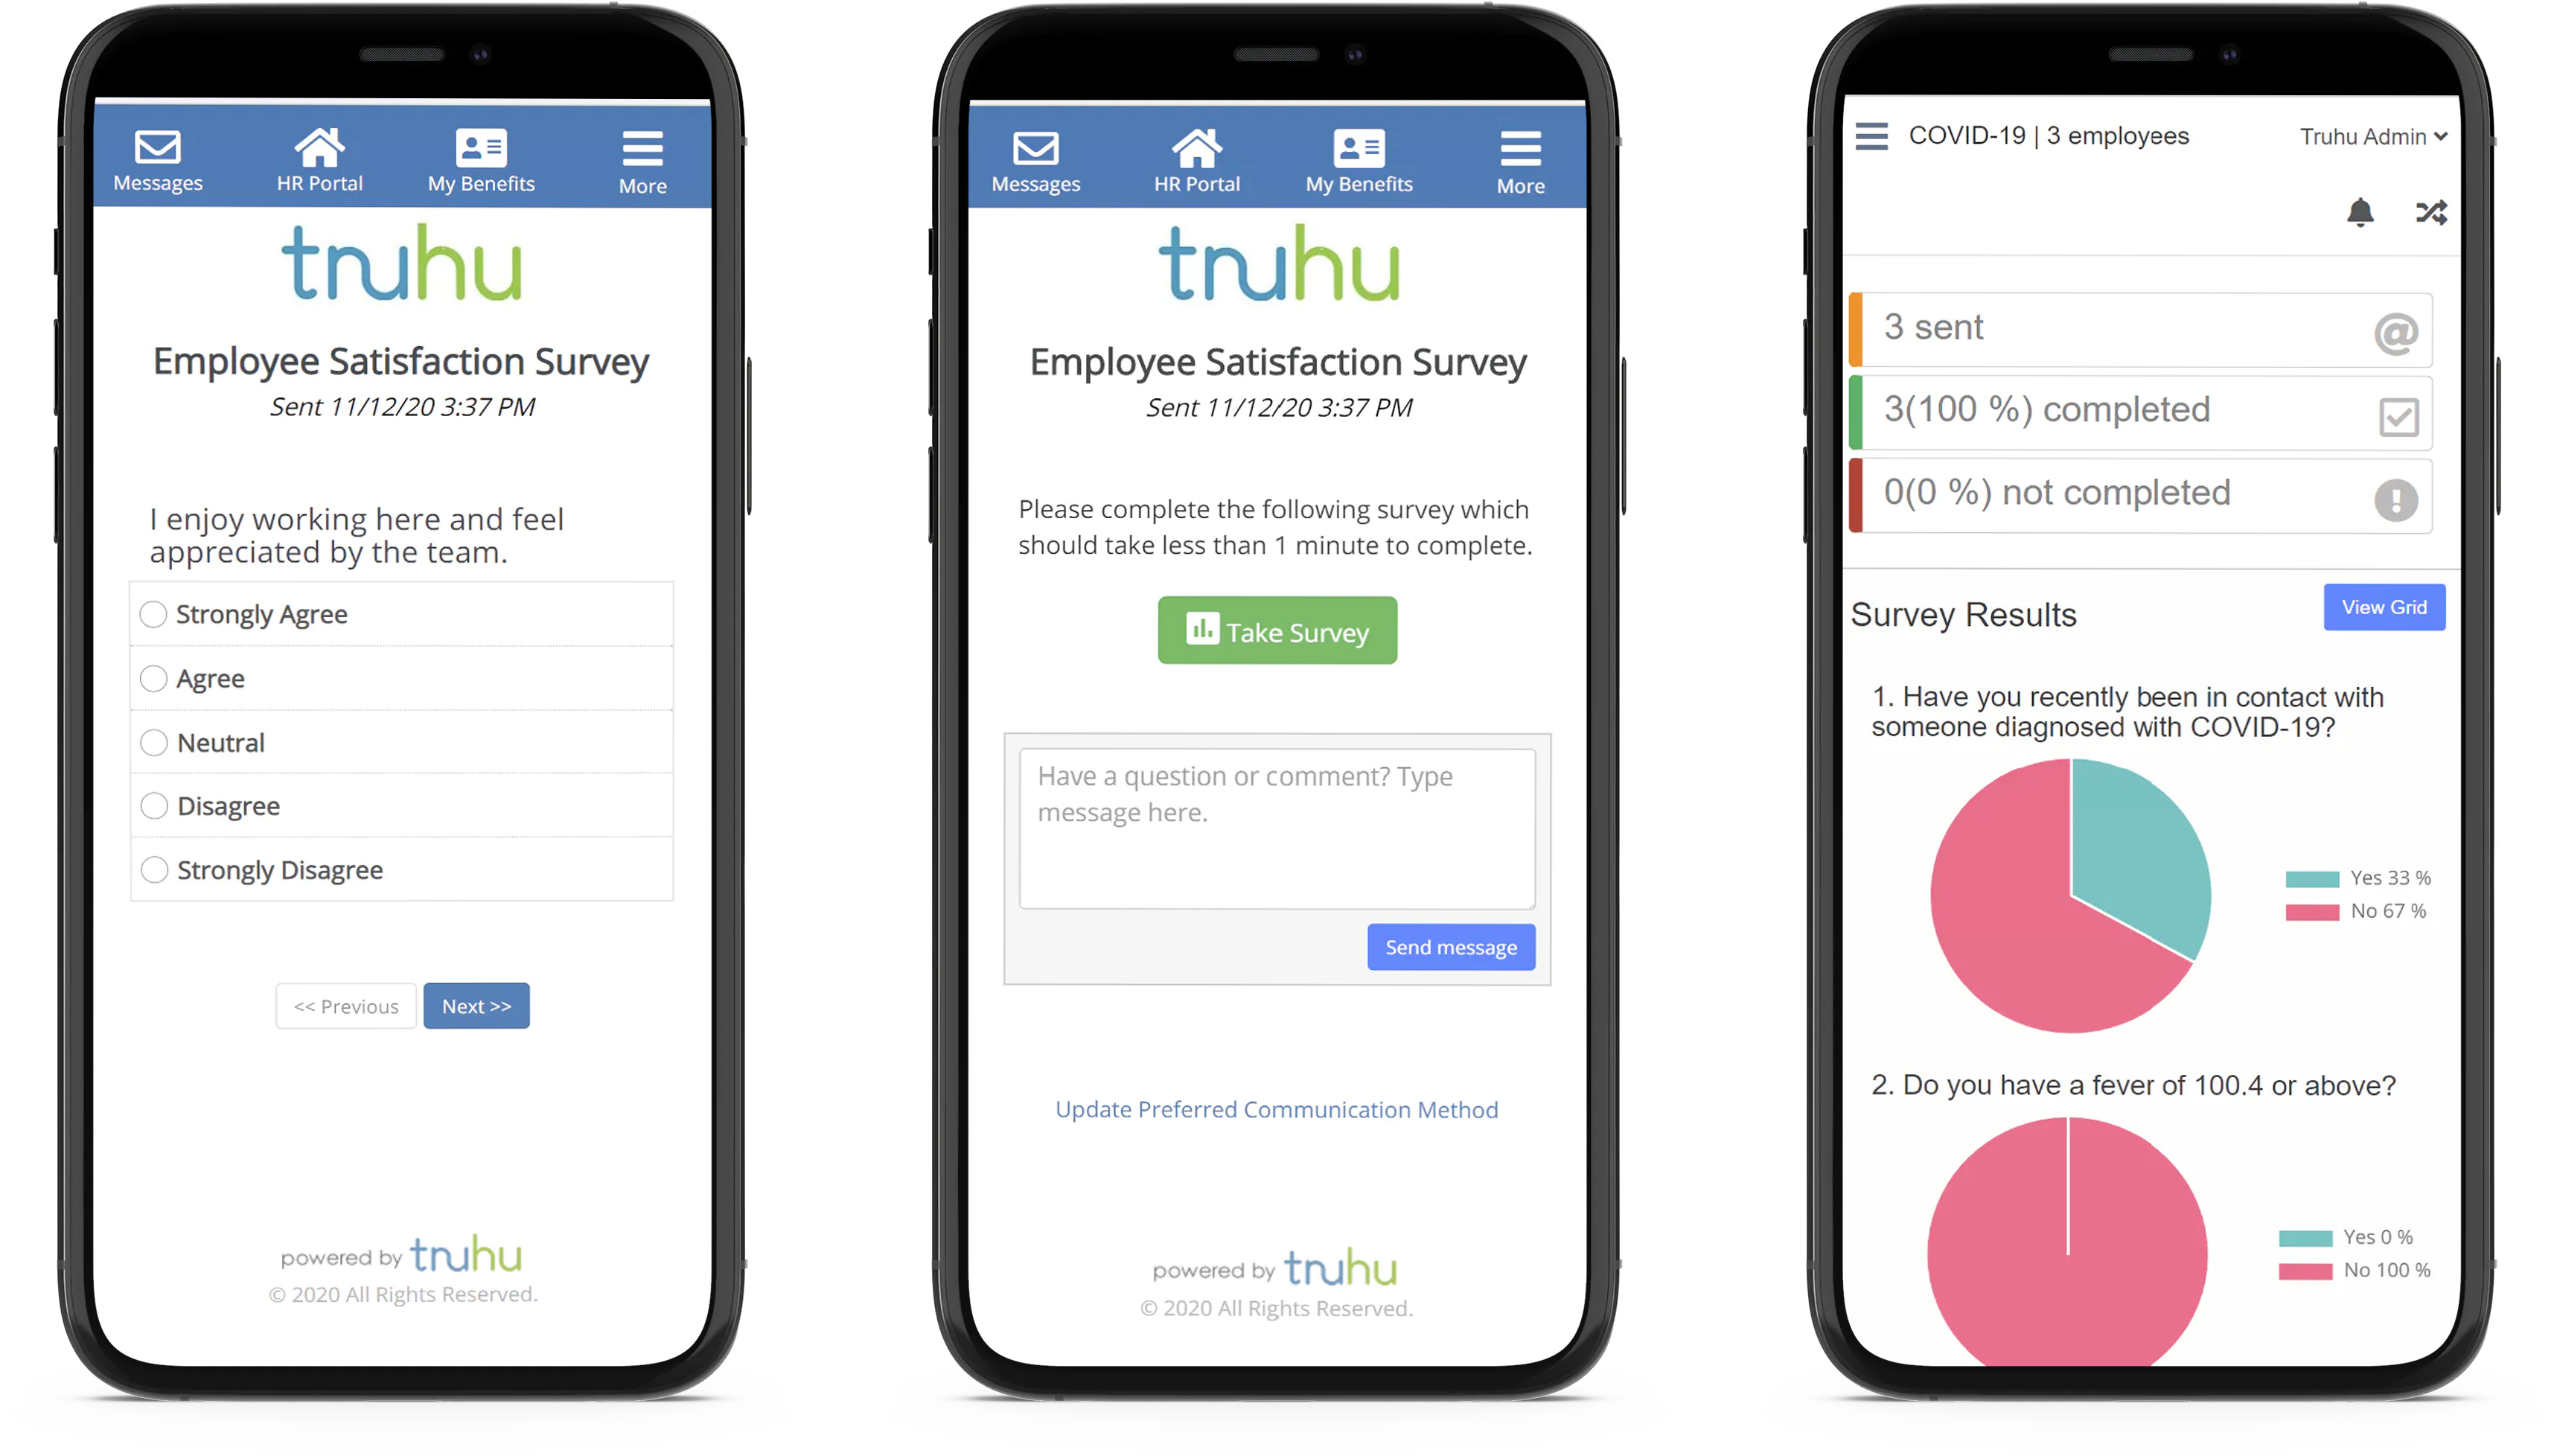 Messages HR Portal My Benefits More
truhu
Employee Satisfaction Survey
Sent 11/12/20 3:37 PM
I enjoy working here and feel
appreciated by the team.
Strongly Agree
Agree
Neutral
Disagree
Strongly Disagree
<< Previous Next >>
powered by truhu
© 2020 All Rights Reserved.
Messages HR Portal My Benefits More
truhu
Employee Satisfaction Survey
Sent 11/12/20 3:37 PM
Please complete the following survey which
should take less than 1 minute to complete.
Take Survey
Have a question or comment? Type
message here.
Send message
Update Preferred Communication Method
powered by truhu
© 2020 All Rights Reserved.
COVID-19 | 3 employees Truhu Admin
3 sent @
3(100 %) completed
0(0 %) not completed
Survey Results View Grid
1. Have you recently been in contact with
someone diagnosed with COVID-19?
Yes 33 %
No 67 %
2. Do you have a fever of 100.4 or above?
Yes 0 %
No 100 %